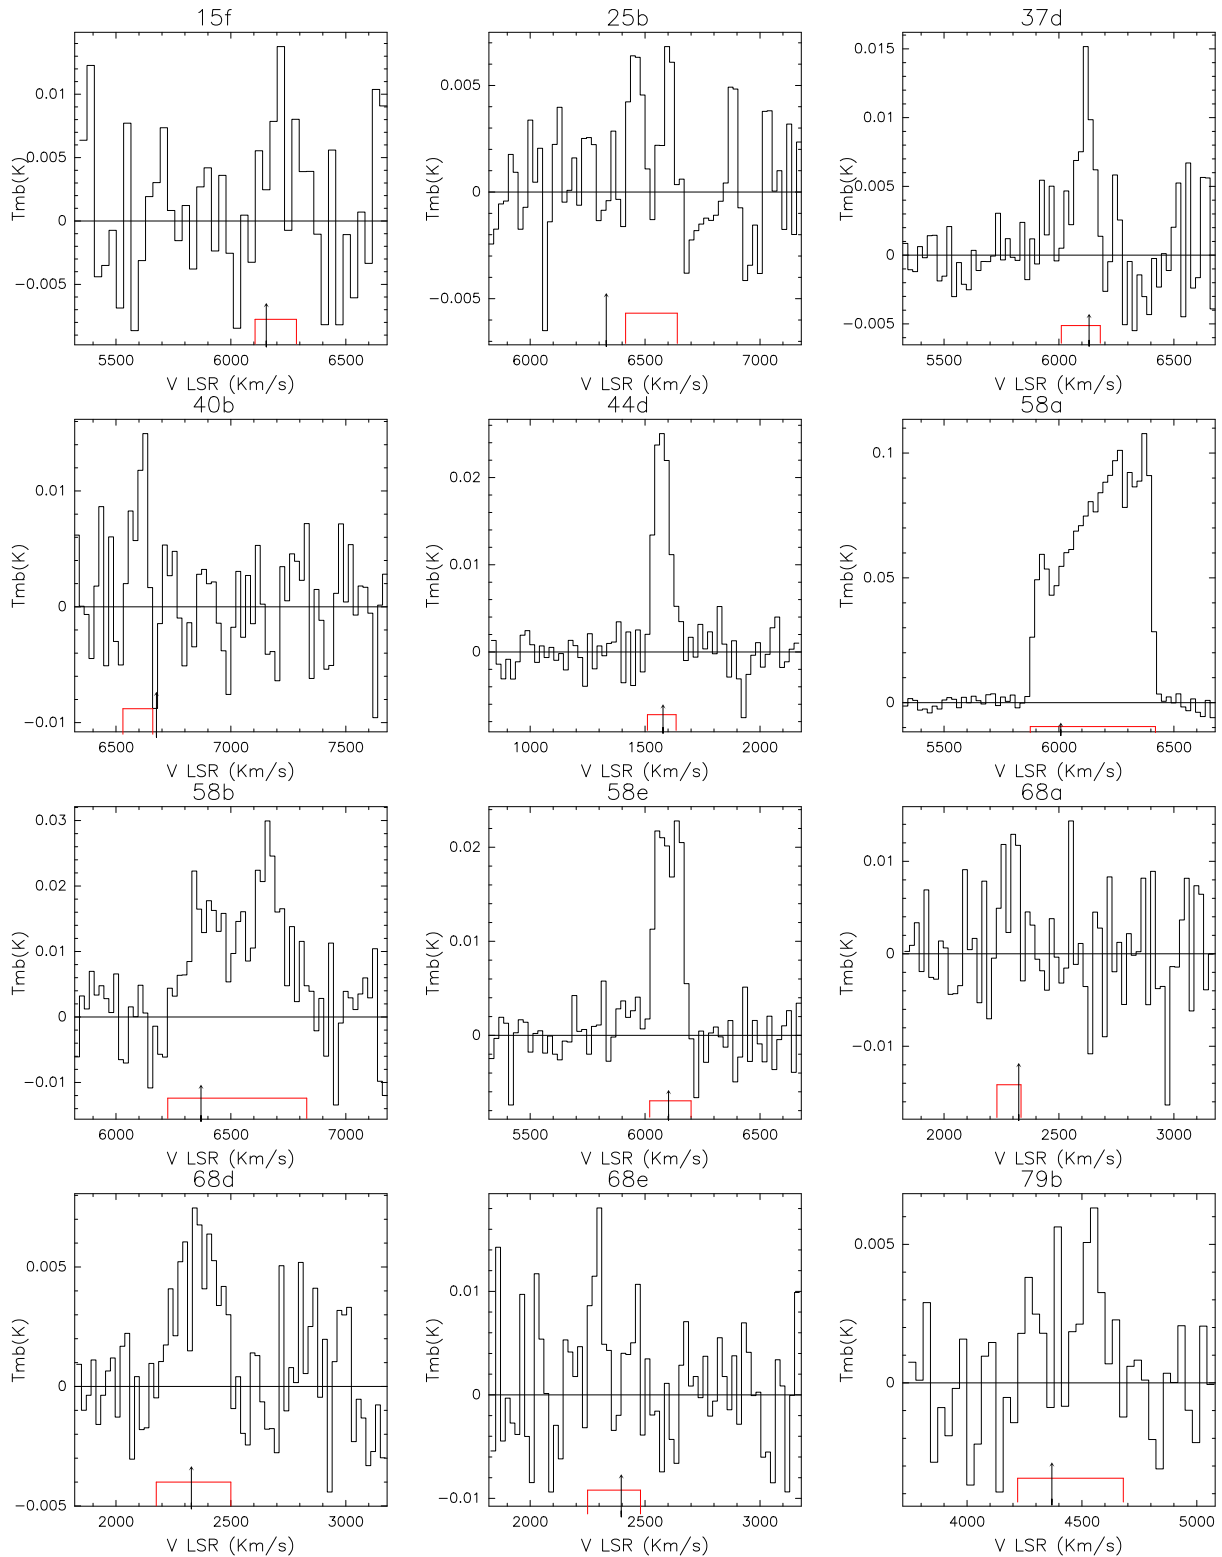 15f
25b
37d
0.01
0.005
0
−0.005
Tmb(K)
5500 6000 6500
V LSR (Km/s)
0.005
0
−0.005
Tmb(K)
6000 6500 7000
V LSR (Km/s)
0.015
0.01
0.005
0
−0.005
Tmb(K)
5500 6000 6500
V LSR (Km/s)
40b
44d
58a
0.01
0
−0.01
Tmb(K)
6500 7000 7500
V LSR (Km/s)
0.02
0.01
0
Tmb(K)
1000 1500 2000
V LSR (Km/s)
0.1
0.05
0
Tmb(K)
5500 6000 6500
V LSR (Km/s)
58b
58e
68a
0.03
0.02
0.01
0
−0.01
Tmb(K)
6000 6500 7000
V LSR (Km/s)
0.02
0.01
0
Tmb(K)
5500 6000 6500
V LSR (Km/s)
0.01
0
−0.01
Tmb(K)
2000 2500 3000
V LSR (Km/s)
68d
68e
79b
0.005
0
−0.005
Tmb(K)
2000 2500 3000
V LSR (Km/s)
0.01
0
−0.01
Tmb(K)
2000 2500 3000
V LSR (Km/s)
0.005
0
Tmb(K)
4000 4500 5000
V LSR (Km/s)